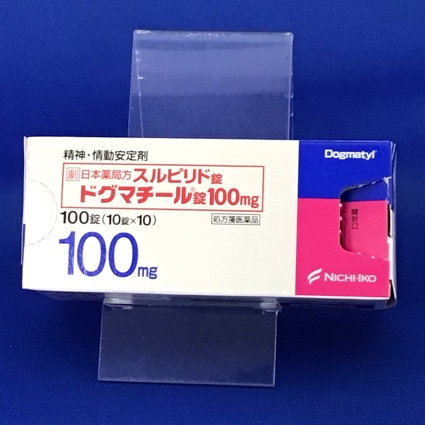 精神・情動安定剤
劇 日本薬局方 スルピリド錠
ドグマチール®錠100mg
100錠(10錠×10)
処方箋医薬品
100mg
Dogmatyl®
開封口
NICHI-IKO